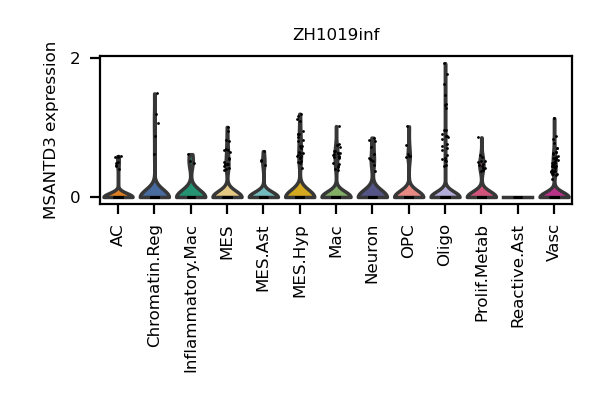 ZH1019inf
MSANTD3 expression
2
0
AC
Chromatin.Reg
Inflammatory.Mac
MES
MES.Ast
MES.Hyp
Mac
Neuron
OPC
Oligo
Prolif.Metab
Reactive.Ast
Vasc